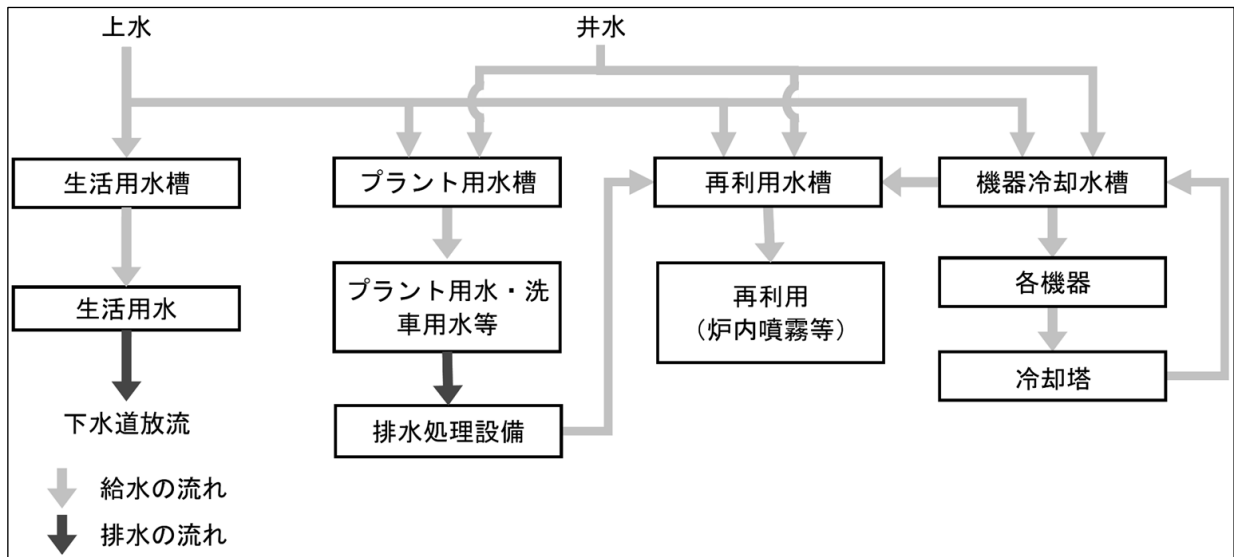 上水
井水
生活用水槽
プラント用水槽
再利用水槽
機器冷却水槽
生活用水
プラント用水・洗
車用水等
再利用
（炉内噴霧等）
各機器
冷却塔
下水道放流
排水処理設備
給水の流れ
排水の流れ